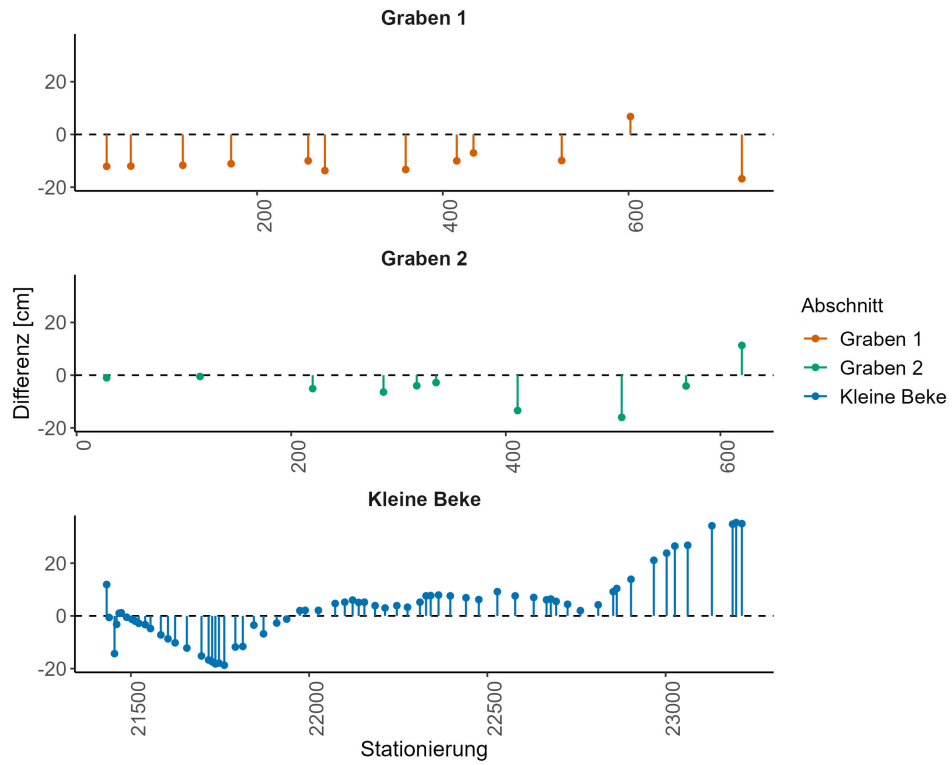 Graben 1
20
0
-20
200
400
600
Graben 2
20
0
-20
0
200
400
600
Kleine Beke
20
0
-20
21500
22000
22500
23000
Stationierung
Differenz [cm]
Abschnitt
Graben 1
Graben 2
Kleine Beke